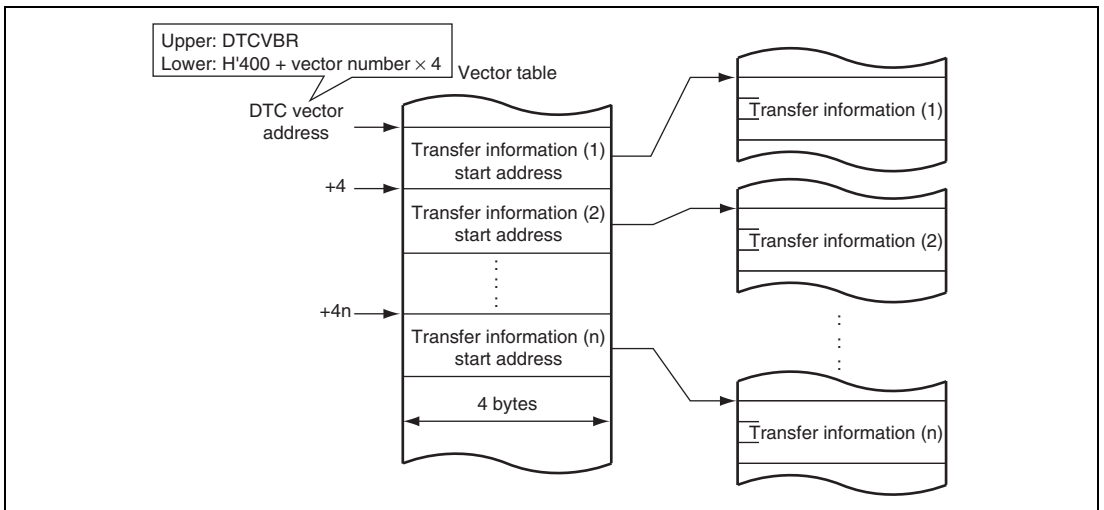 Upper: DTCVBR
Lower: H'400 + vector number × 4
Vector table
DTC vector
address
Transfer information (1)
start address
+4
Transfer information (2)
start address
+4n
Transfer information (n)
start address
4 bytes
Transfer information (1)
Transfer information (2)
Transfer information (n)